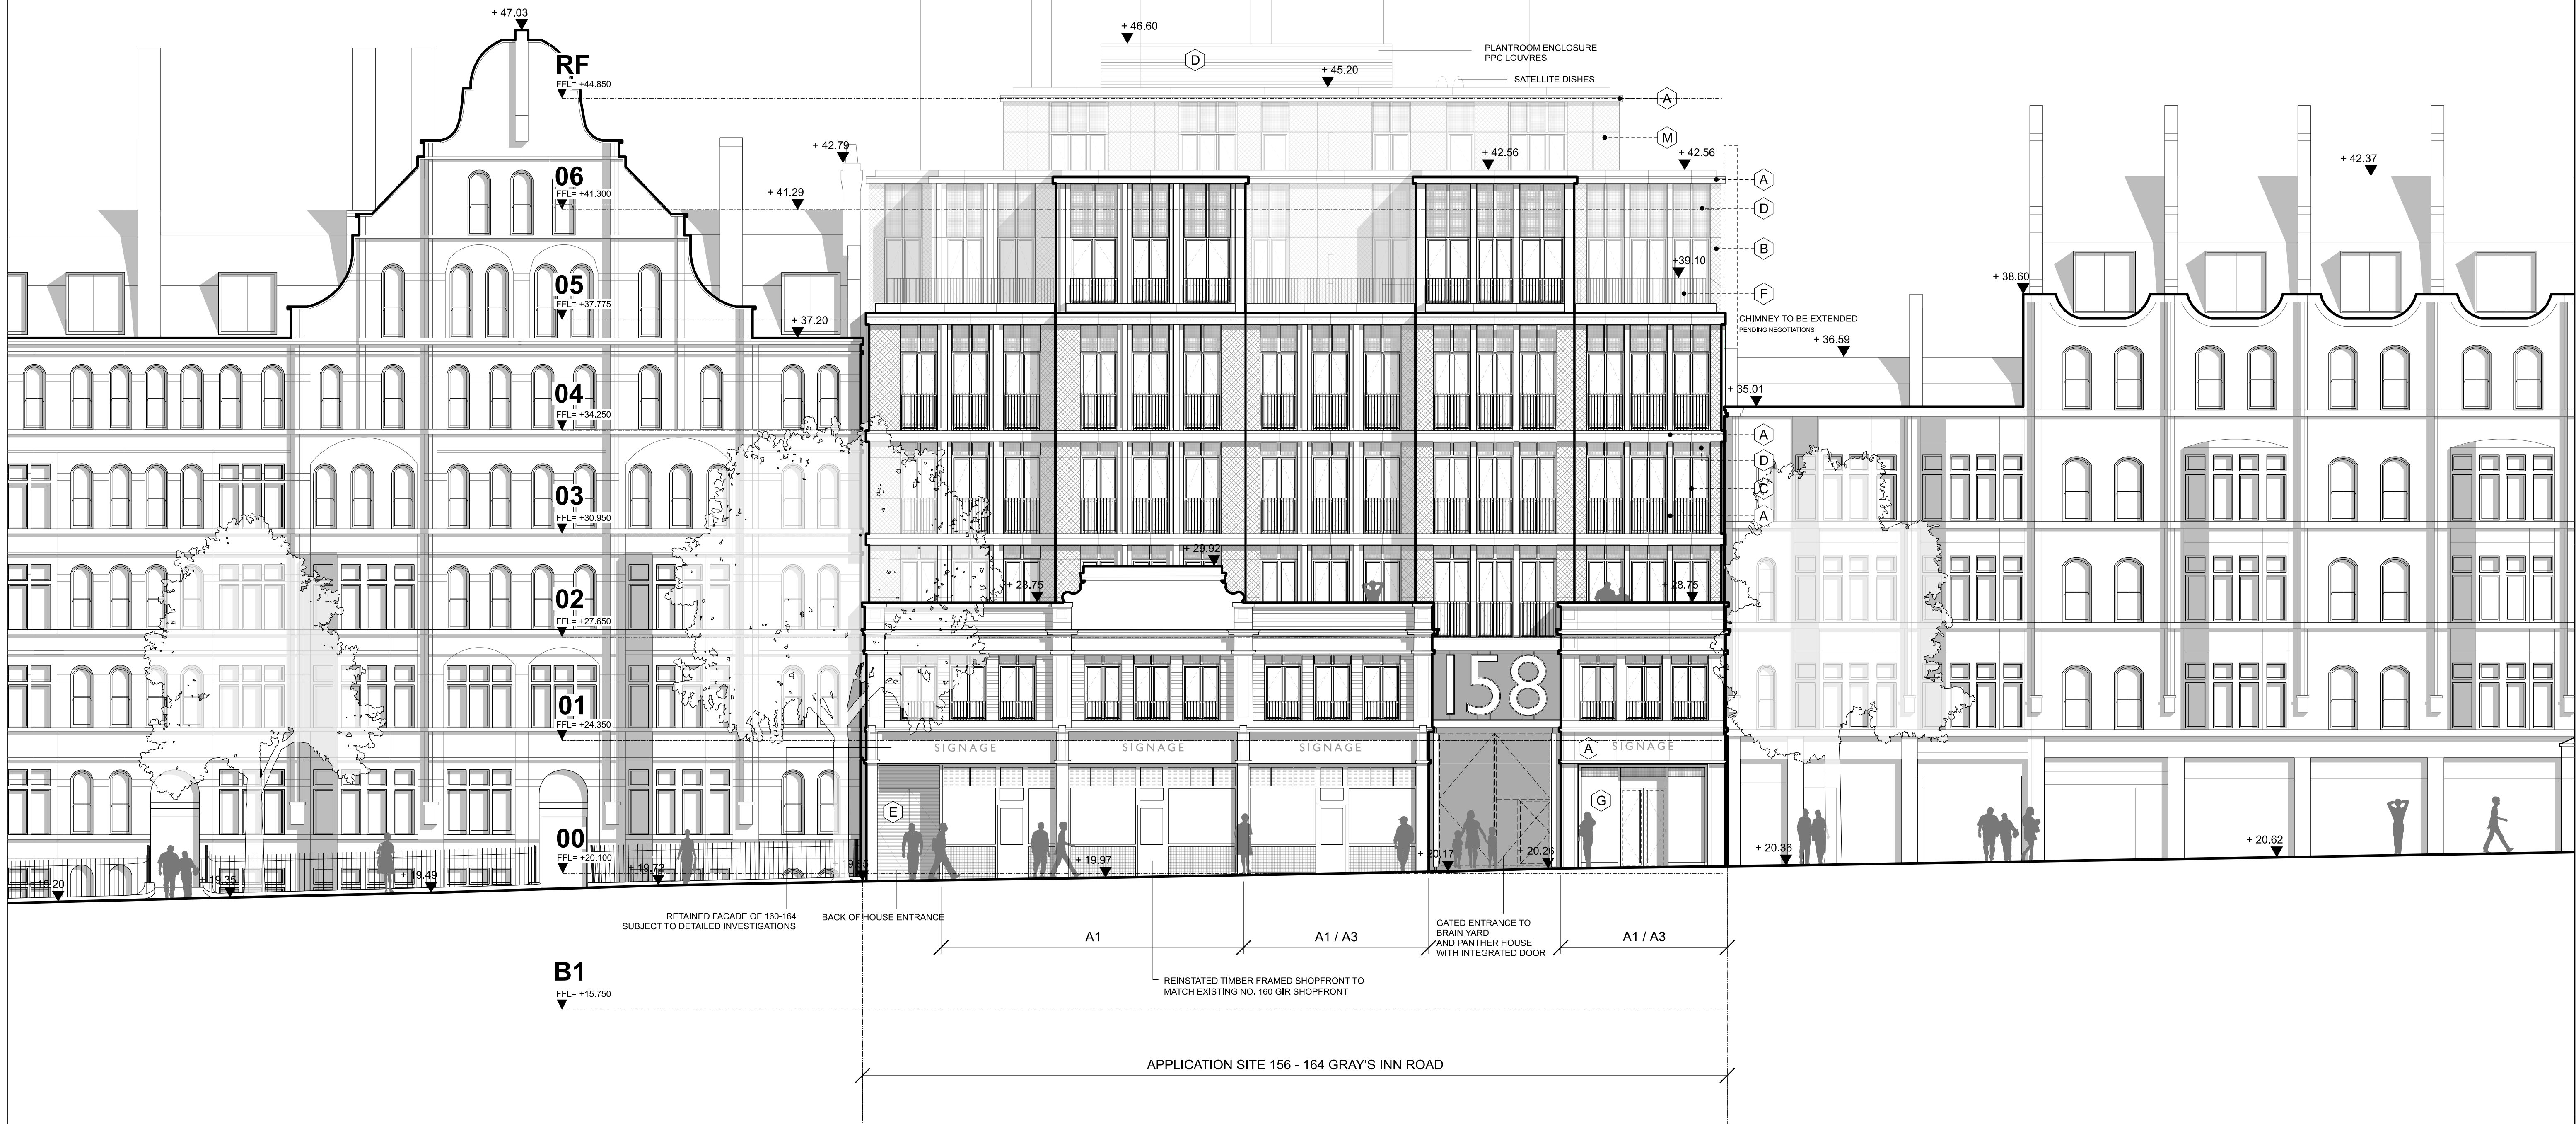 + 47.03
+ 46.60
D
PLANTROOM ENCLOSURE
PPC LOUVRES
RF
FFL= +44,850
+ 45.20
SATELLITE DISHES
A
M
+ 42.79
+ 42.56
+ 42.56
+ 42.37
06
FFL= +41,300
+ 41.29
A
D
B
+39.10
05
FFL= +37,775
F
+ 38.60
+ 37.20
CHIMNEY TO BE EXTENDED
PENDING NEGOTIATIONS
+ 36.59
04
FFL= +34,250
+ 35.01
A
D
C
A
03
FFL= +30,950
+ 29.92
+ 28.75
+ 28.75
02
FFL= +27,650
158
01
FFL= +24,350
SIGNAGE
SIGNAGE
SIGNAGE
A
SIGNAGE
E
G
00
FFL= +20,100
+ 19.20
+ 19.35
+ 19.49
+ 19.72
+ 19.97
+ 20.17
+ 20.26
+ 20.36
+ 20.62
RETAINED FACADE OF 160-164
SUBJECT TO DETAILED INVESTIGATIONS
BACK OF HOUSE ENTRANCE
A1
A1 / A3
GATED ENTRANCE TO
BRAIN YARD
AND PANTHER HOUSE
WITH INTEGRATED DOOR
A1 / A3
B1
FFL= +15,750
REINSTATED TIMBER FRAMED SHOPFRONT TO
MATCH EXISTING NO. 160 GIR SHOPFRONT
APPLICATION SITE 156 - 164 GRAY'S INN ROAD